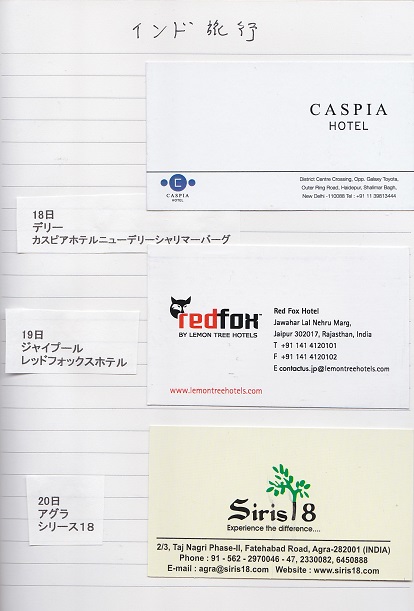 インド旅行
CASPIA
HOTEL
C
CASPIA
HOTEL
District Centre Crossing, Opp. Galaxy Toyota,
Outer Ring Road, Haiderpur, Shalimar Bagh,
New Delhi -110088 Tel : +91 11 39813444
18日
デリー
カスピアホテルニューデリーシャリマーバーグ
redfox™
BY LEMON TREE HOTELS
Red Fox Hotel
Jawahar Lal Nehru Marg,
Jaipur 302017, Rajasthan, India
T +91 141 4120101
F +91 141 4120102
E contactus.jp@lemontreehotels.com
www.lemontreehotels.com
19日
ジャイプール
レッドフォックスホテル
Siris18
Experience the difference....
20日
アグラ
シリース18
2/3, Taj Nagri Phase-II, Fatehabad Road, Agra-282001 (INDIA)
Phone : 91 - 562 - 2970046 - 47, 2330082, 6450888
E-mail : agra@siris18.com Website : www.siris18.com